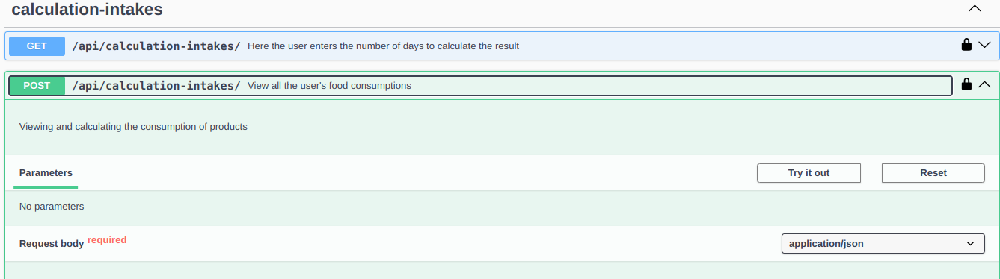 calculation-intakes
GET /api/calculation-intakes/ Here the user enters the number of days to calculate the result
POST /api/calculation-intakes/ View all the user's food consumptions
Viewing and calculating the consumption of products
Parameters Try it out Reset
No parameters
Request body required application/json